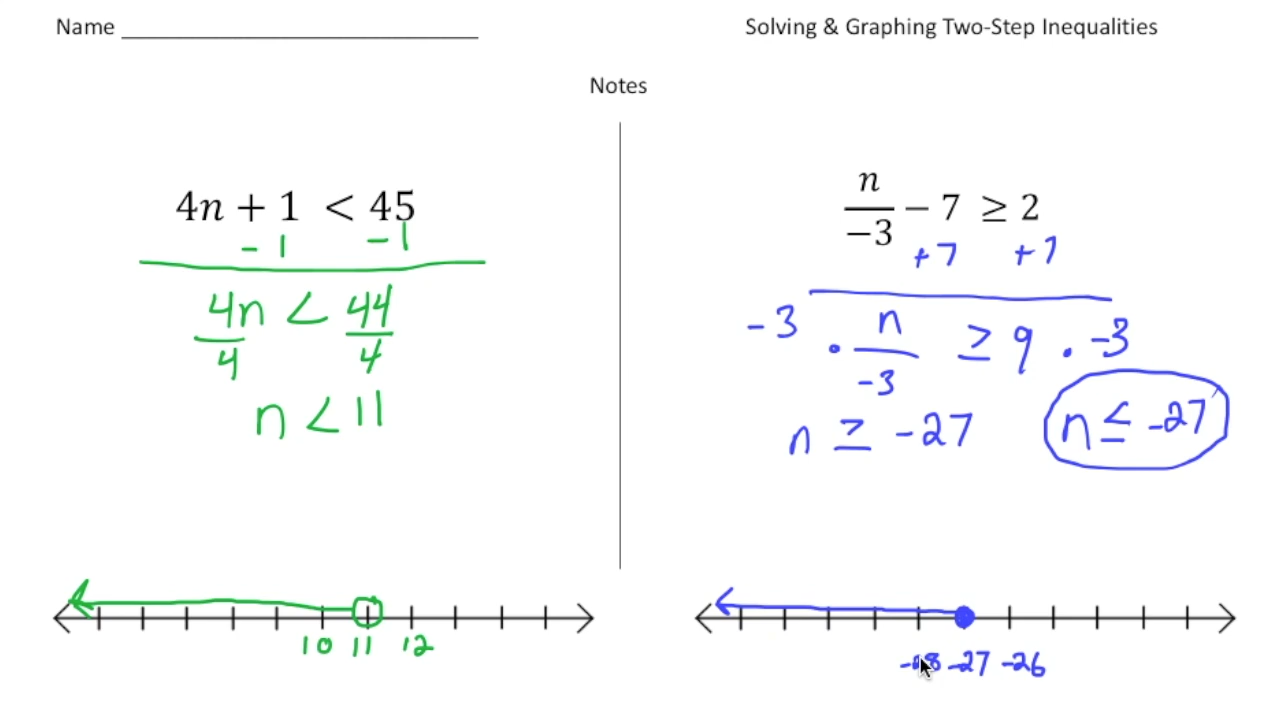 Name ____________________ Solving & Graphing Two-Step Inequalities
Notes
4n + 1 < 45
- 1 - 1
4n < 44
4 4
n < 11
10 11 12
n
-3 - 7 ≥ 2
+7 +7
-3 · n ≥ 9 · -3
-3
n ≥ -27 n ≤ -27
-27 -26